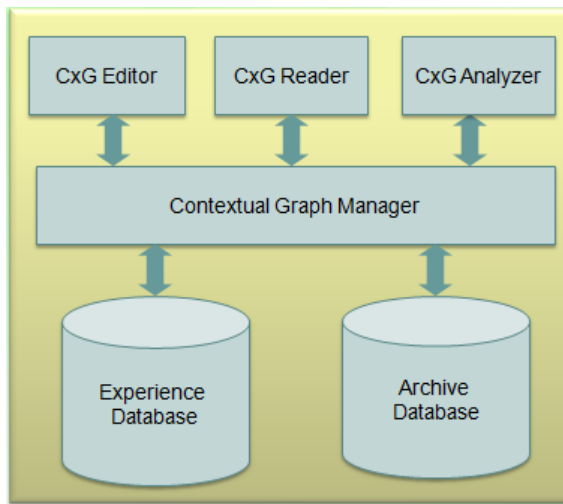 CxG Editor
CxG Reader
CxG Analyzer
Contextual Graph Manager
Experience
Database
Archive
Database